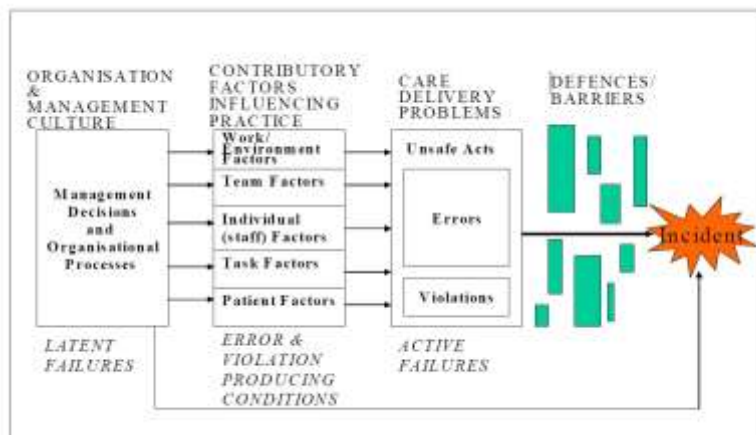 ORGANISATION
&
MANAGEMENT
CULTURE
CONTRIBUTORY
FACTORS
INFLUENCING
PRACTICE
CARE
DELIVERY
PROBLEMS
DEFENCES/
BARRIERS
Management
Decisions
and
Organisational
Processes
Work/
Environment
Factors
Team Factors
Individual
(staff) Factors
Task Factors
Patient Factors
Unsafe Acts
Errors
Violations
Incident
LATENT
FAILURES
ERROR &
VIOLATION
PRODUCING
CONDITIONS
ACTIVE
FAILURES